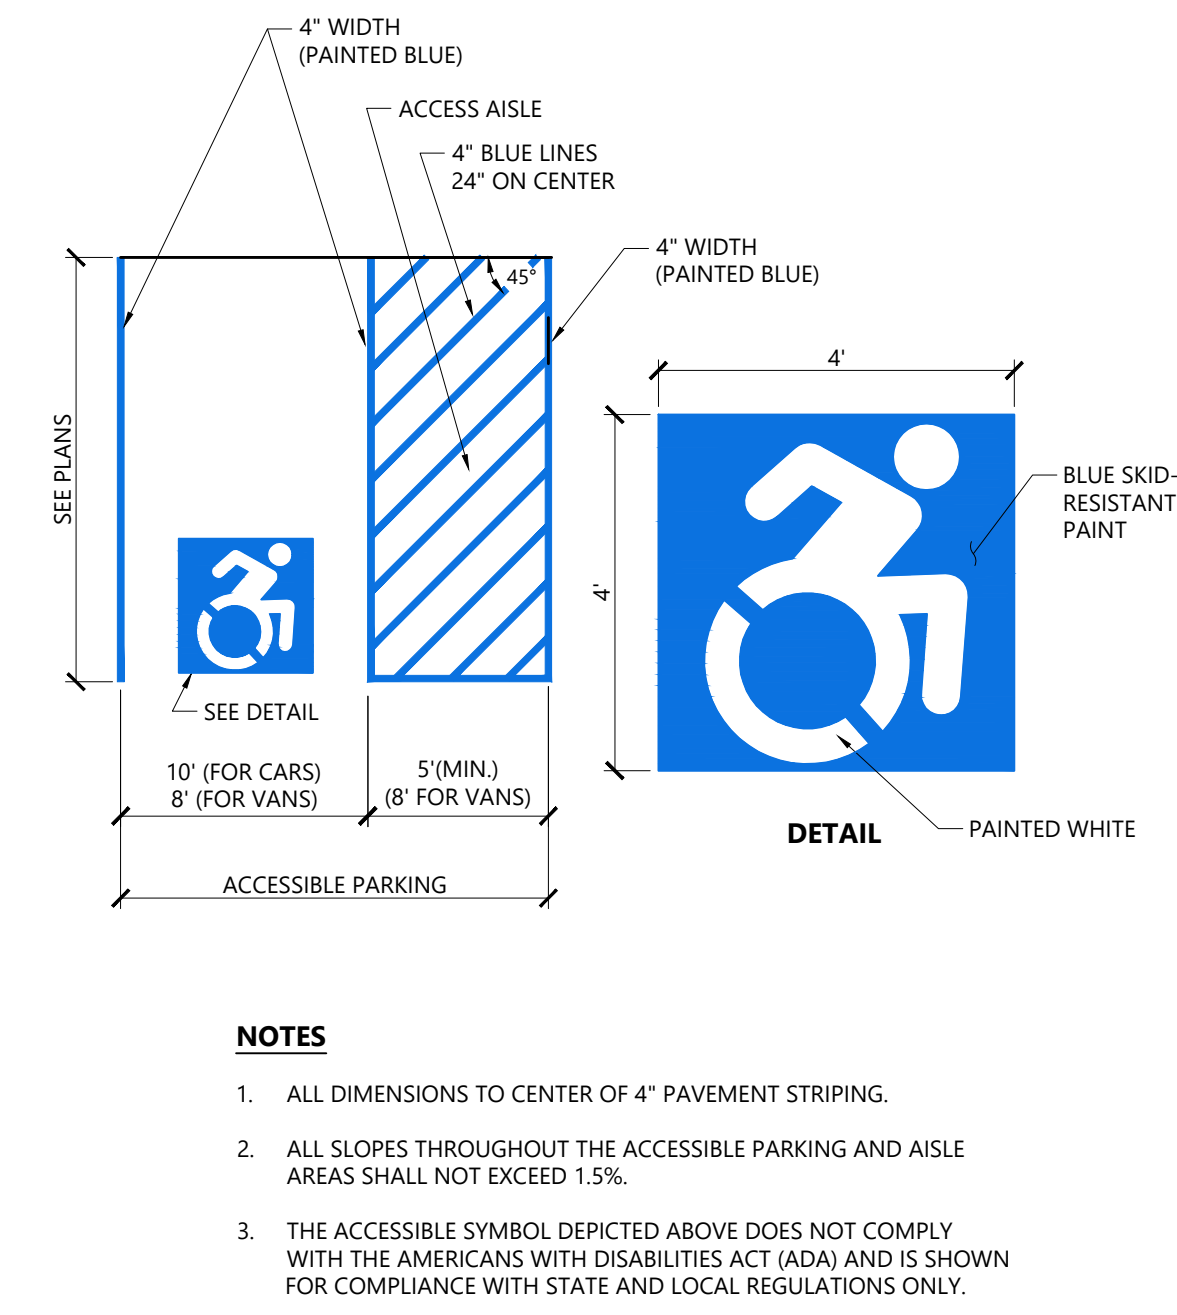 4" WIDTH
(PAINTED BLUE)
ACCESS AISLE
4" BLUE LINES
24" ON CENTER
4" WIDTH
(PAINTED BLUE)
45°
SEE PLANS
4'
4'
BLUE SKID-
RESISTANT
PAINT
SEE DETAIL
10' (FOR CARS)
8' (FOR VANS)
5'(MIN.)
(8' FOR VANS)
DETAIL
PAINTED WHITE
ACCESSIBLE PARKING
NOTES
1. ALL DIMENSIONS TO CENTER OF 4" PAVEMENT STRIPING.
2. ALL SLOPES THROUGHOUT THE ACCESSIBLE PARKING AND AISLE
AREAS SHALL NOT EXCEED 1.5%.
3. THE ACCESSIBLE SYMBOL DEPICTED ABOVE DOES NOT COMPLY
WITH THE AMERICANS WITH DISABILITIES ACT (ADA) AND IS SHOWN
FOR COMPLIANCE WITH STATE AND LOCAL REGULATIONS ONLY.